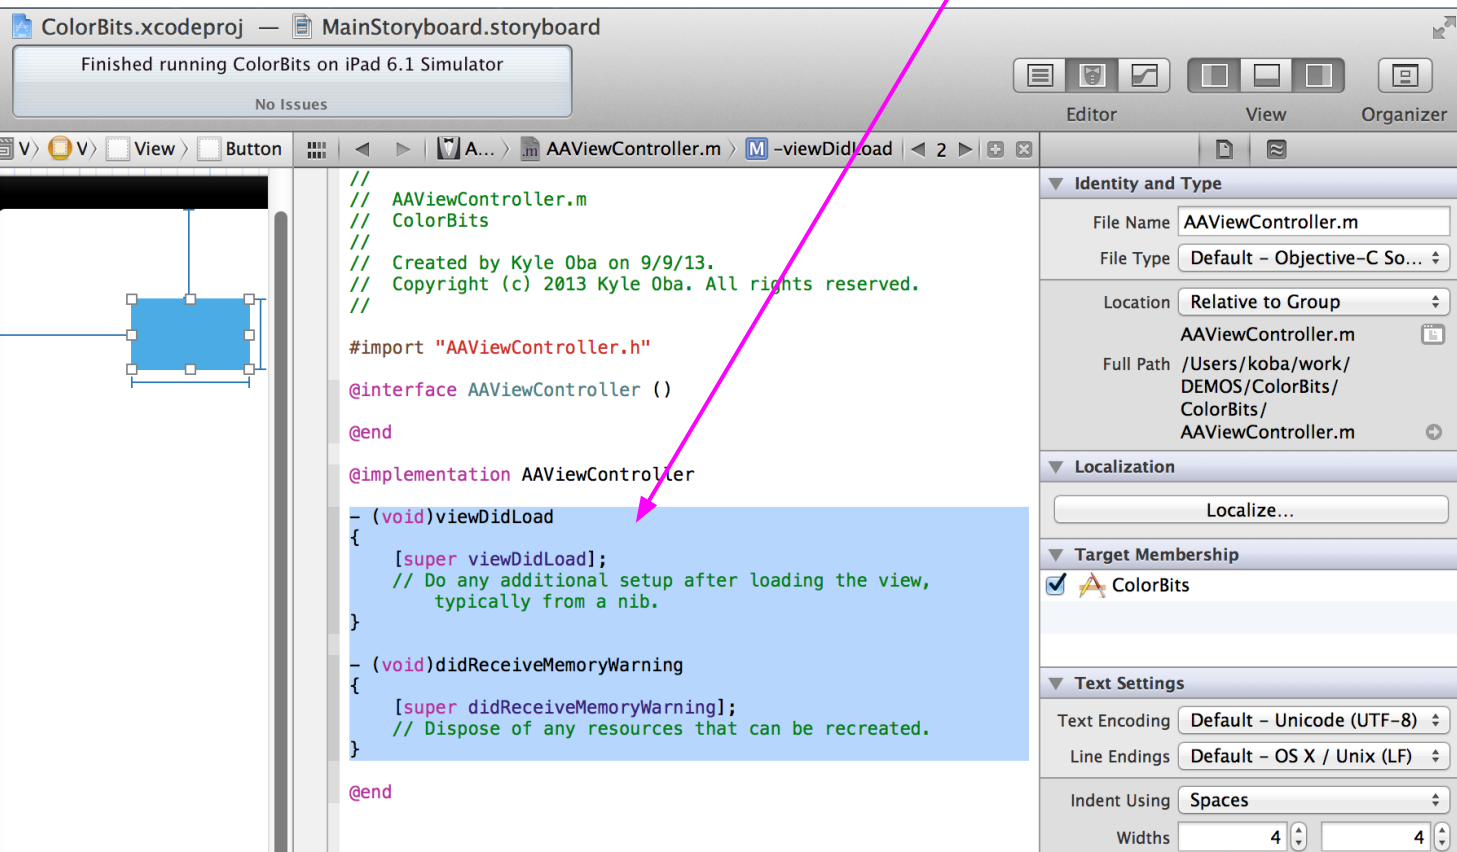 ColorBits.xcodeproj — MainStoryboard.storyboard
Finished running ColorBits on iPad 6.1 Simulator
No Issues
Editor View Organizer
V V View Button A... .m AAViewController.m M -viewDidLoad 2
//
//  AAViewController.m
//  ColorBits
//
//  Created by Kyle Oba on 9/9/13.
//  Copyright (c) 2013 Kyle Oba. All rights reserved.
//
#import "AAViewController.h"
@interface AAViewController ()
@end
@implementation AAViewController
- (void)viewDidLoad
{
[super viewDidLoad];
// Do any additional setup after loading the view,
typically from a nib.
}
- (void)didReceiveMemoryWarning
{
[super didReceiveMemoryWarning];
// Dispose of any resources that can be recreated.
}
@end
Identity and Type
File Name AAViewController.m
File Type Default - Objective-C So...
Location Relative to Group
AAViewController.m
Full Path /Users/koba/work/
DEMOS/ColorBits/
ColorBits/
AAViewController.m
Localization
Localize...
Target Membership
ColorBits
Text Settings
Text Encoding Default - Unicode (UTF-8)
Line Endings Default - OS X / Unix (LF)
Indent Using Spaces
Widths 4 4